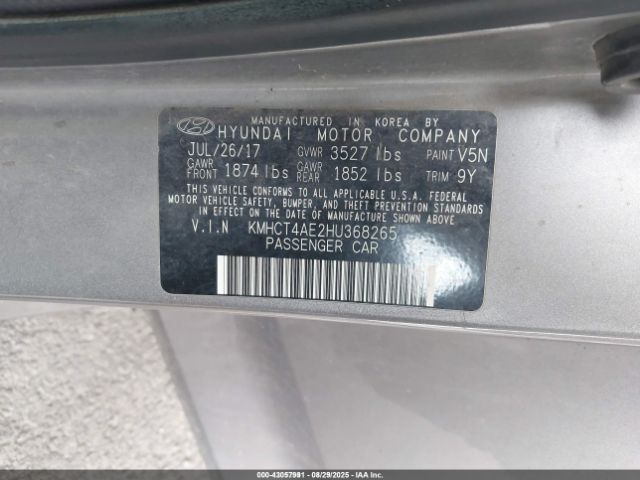 MANUFACTURED IN KOREA BY
HYUNDAI MOTOR COMPANY
JUL/26/17 GVWR 3527 lbs PAINT V5N
GAWR FRONT 1874 lbs GAWR REAR 1852 lbs TRIM 9Y
THIS VEHICLE CONFORMS TO ALL APPLICABLE U.S.A. FEDERAL
MOTOR VEHICLE SAFETY, BUMPER, AND THEFT PREVENTION STANDARDS
IN EFFECT ON THE DATE OF MANUFACTURE SHOWN ABOVE
V.I.N KMHCT4AE2HU368265
PASSENGER CAR
000-43057981 - 08/29/2025 - IAAI.COM